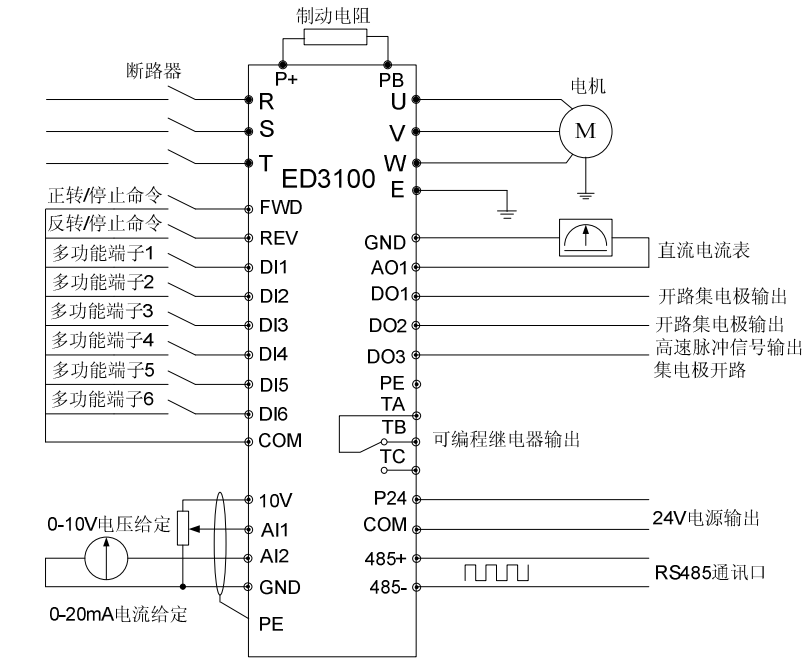 制动电阻
断路器
P+
PB
电机
R
U
S
V
M
T
W
ED3100
E
正转/停止命令
FWD
反转/停止命令
REV
GND
直流电流表
多功能端子1
DI1
AO1
多功能端子2
DI2
DO1
开路集电极输出
多功能端子3
DI3
DO2
开路集电极输出
多功能端子4
DI4
DO3
高速脉冲信号输出
集电极开路
多功能端子5
DI5
PE
多功能端子6
DI6
TA
COM
TB
可编程继电器输出
TC
10V
P24
0-10V电压给定
AI1
COM
24V电源输出
AI2
485+
GND
485-
RS485通讯口
0-20mA电流给定
PE